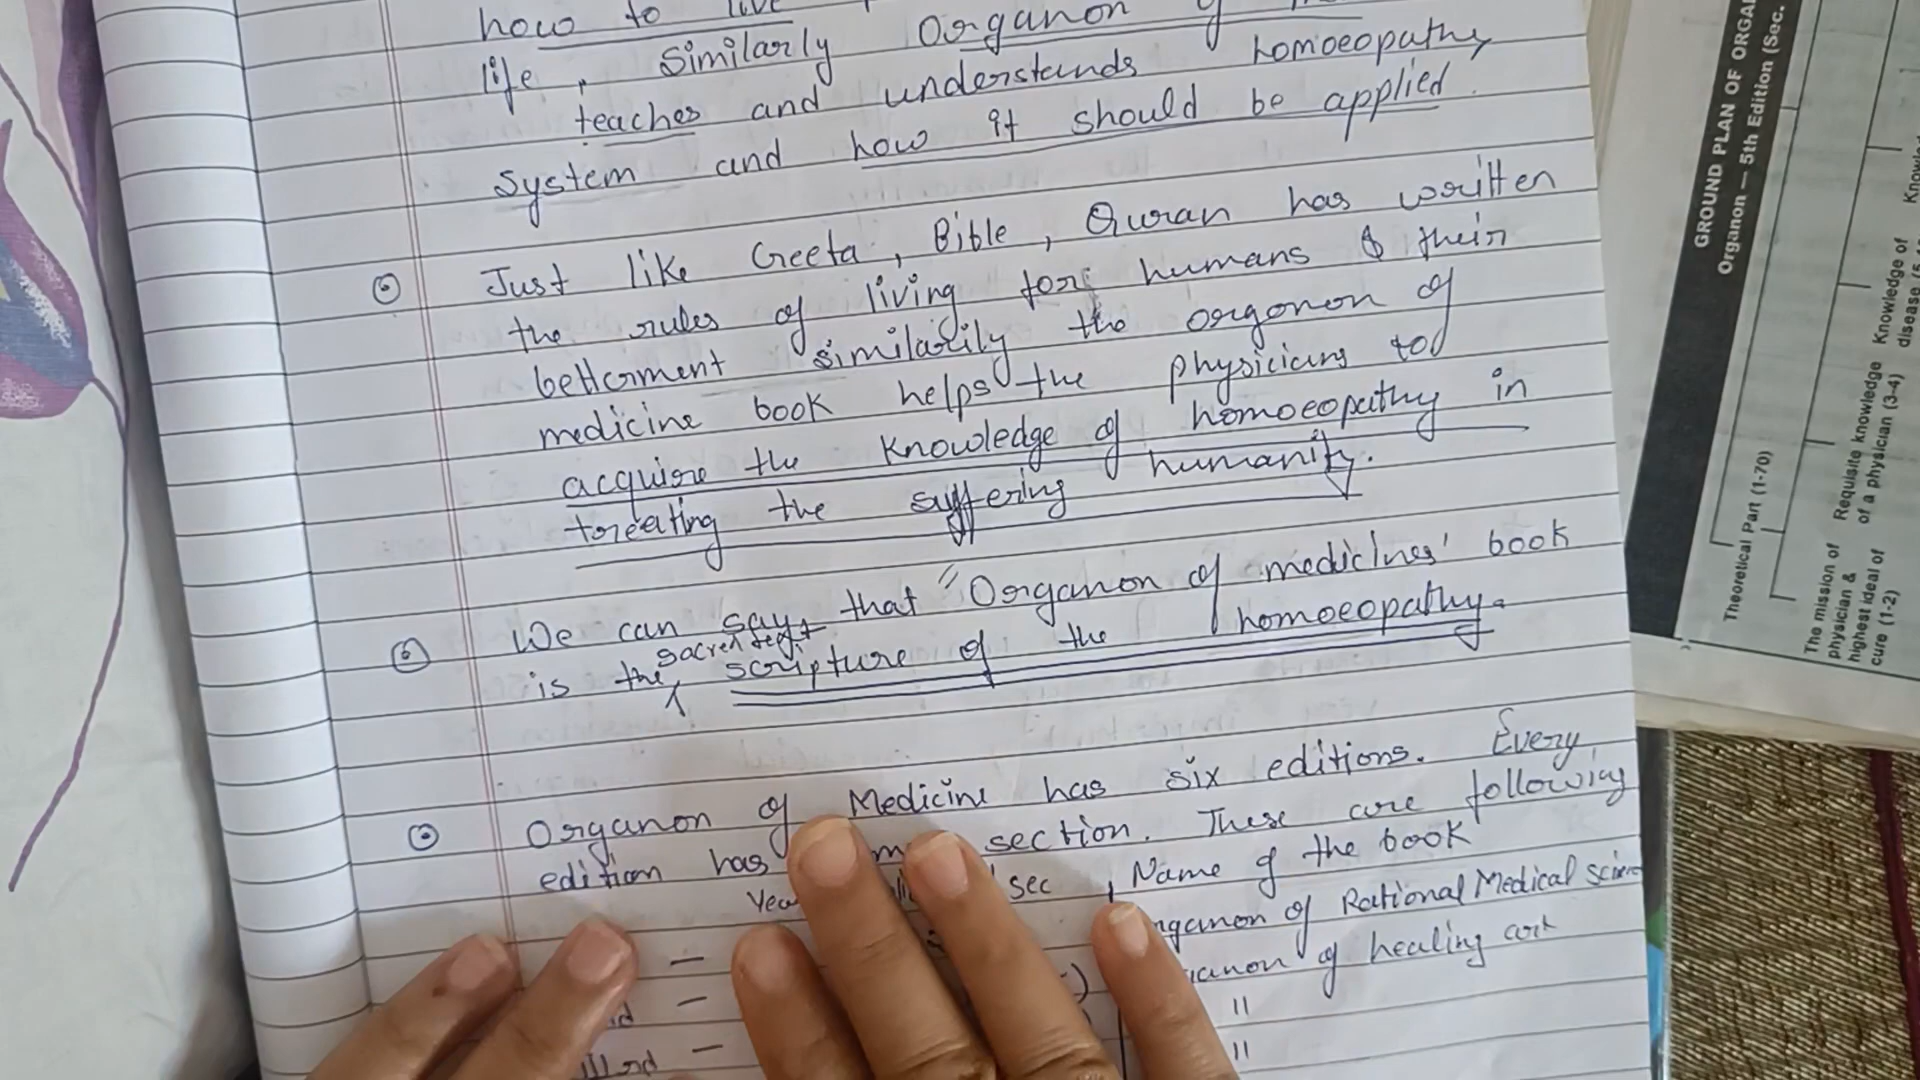 how to live
life, Similarly Organon of
teaches and understands homoeopathy
System and how it should be applied.
Just like Geeta, Bible, Quran has written
the rules of living for humans & their
betterment similarily the orgonon of
medicine book helps the physicians to
acquire the knowledge of homoeopathy in
treating the suffering humanity.
We can say that "Organon of medicines' book
sacred text
is the scripture of the homoeopathy.
Organon of Medicine has six editions. Every
edition has section. These are following
sec Name of the book
Organon of Rational Medical science
of healing art
"
"
GROUND PLAN OF ORGA
Organon — 5th Edition (Sec.
Theoretical Part (1-70)
The mission of
physician &
highest ideal of
cure (1-2)
Requisite knowledge
of a physician (3-4)
Knowledge of
disease (5